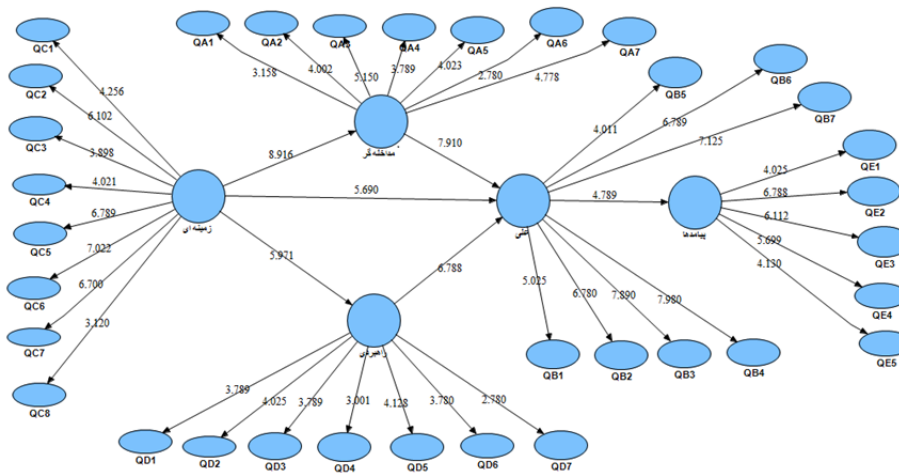 QC1
QC2
QC3
QC4
QC5
QC6
QC7
QC8
4.256
6.102
3.898
4.021
6.789
7.022
6.700
3.120
زمینه ای
QA1
QA2
QA3
QA4
QA5
QA6
QA7
3.158
4.002
5.150
3.789
4.023
2.780
4.778
مداخله گر
8.916
5.690
5.971
7.910
6.788
4.789
راهبردی
QD1
QD2
QD3
QD4
QD5
QD6
QD7
3.789
4.025
3.789
3.001
4.128
3.780
2.780
علی
QB5
QB6
QB7
4.011
6.789
7.125
QB1
QB2
QB3
QB4
5.025
6.780
7.890
7.980
پیامدها
QE1
QE2
QE3
QE4
QE5
4.025
6.788
6.112
5.699
4.130